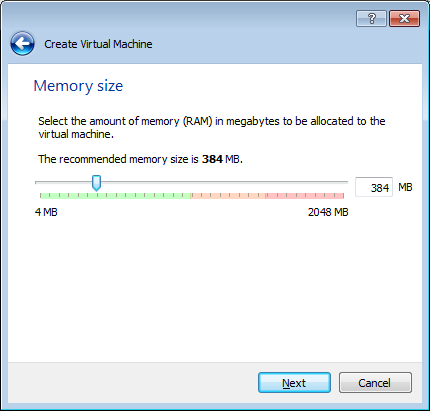 ?
Create Virtual Machine
Memory size
Select the amount of memory (RAM) in megabytes to be allocated to the
virtual machine.
The recommended memory size is 384 MB.
384 MB
4 MB 2048 MB
Next Cancel